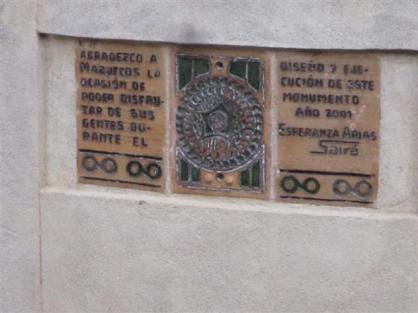 AGRADEZCO A
MAZUECOS LA
OCASIÓN DE
PODER DISFRU-
TAR DE SUS
GENTES DU-
RANTE EL
DISEÑO Y EJE-
CUCIÓN DE ESTE
MONUMENTO
AÑO 2001
ESPERANZA ARIAS
Sairá